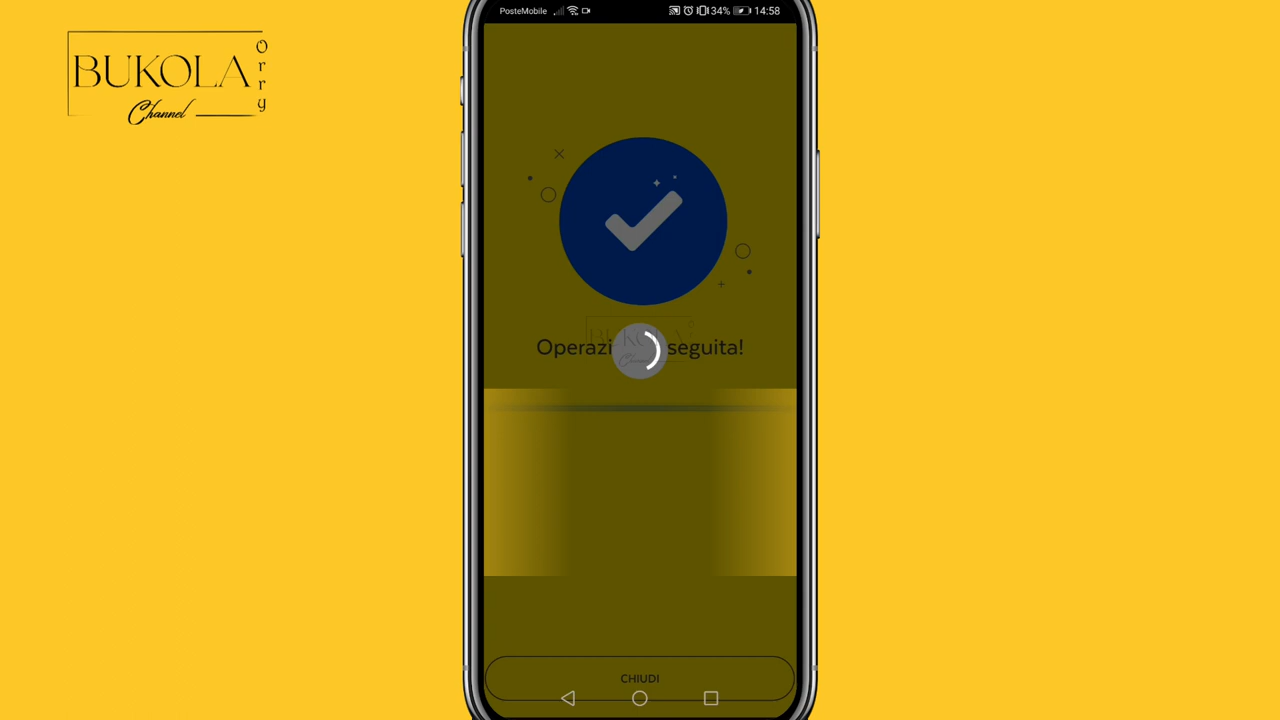 PosteMobile 34% 14:58
BUKOLA
Orry
Channel
Operazi seguita!
CHIUDI